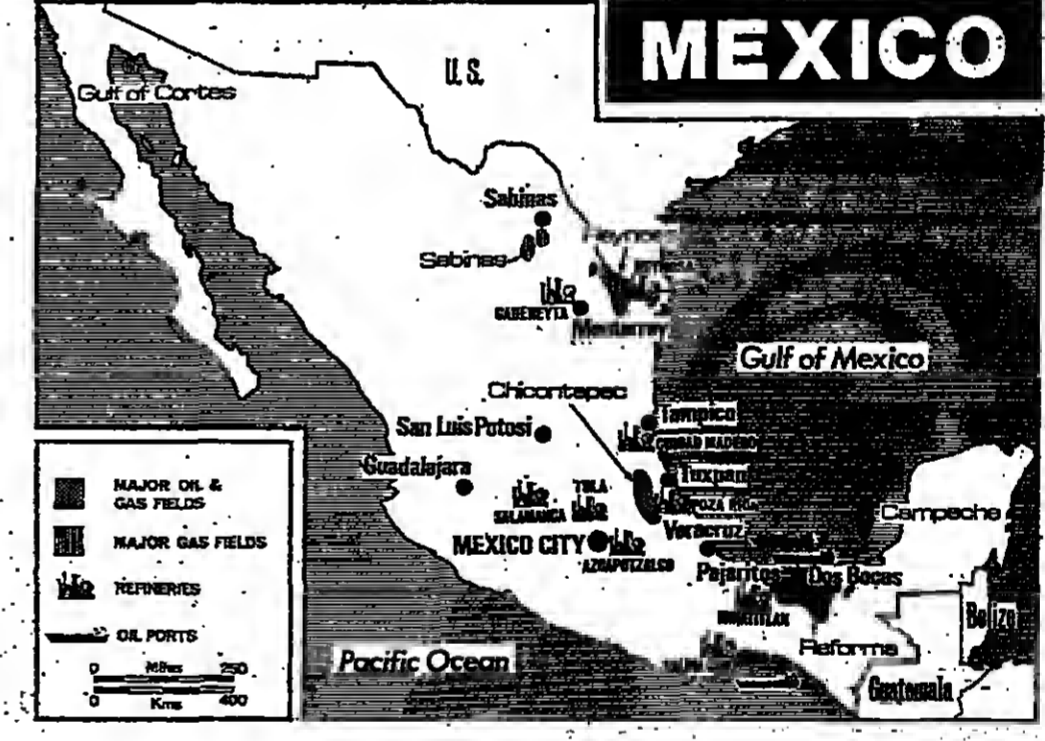 MEXICO
U.S.
Gulf of Cortes
Sabinas
Sabinas
CADEREYTA
Monterrey
Gulf of Mexico
Chicontepec
Tampico
CIUDAD MADERO
San Luis Potosi
Guadalajara
Tuxpan
TULA
SALAMANCA
POZA RICA
Campeche
Veracruz
MEXICO CITY
AZCAPOTZALCO
Pajaritos
Dos Bocas
MINATITLAN
Belize
Reforma
Pacific Ocean
Guatemala
MAJOR OIL &
GAS FIELDS
MAJOR GAS FIELDS
REFINERIES
OIL PORTS
0 Miles 250
0 Kms 400